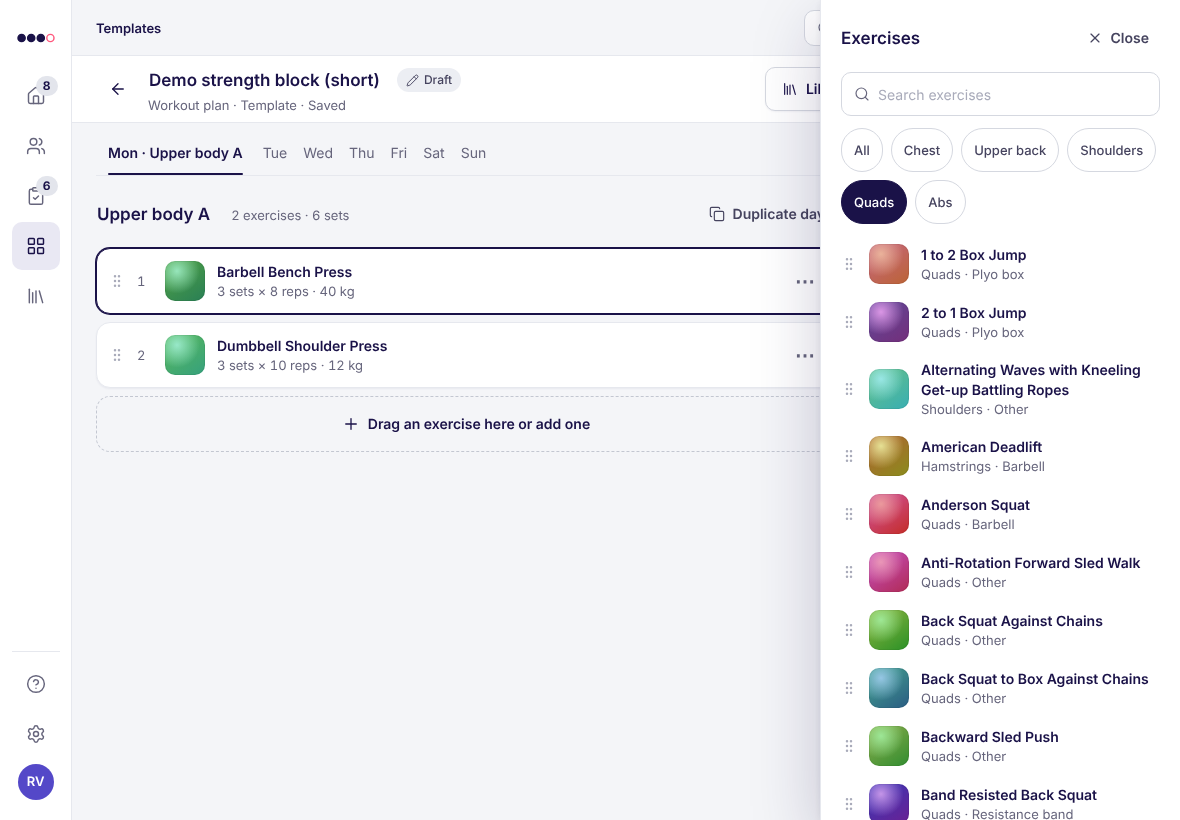 8
6
RV
Templates
Demo strength block (short)
Draft
Workout plan · Template · Saved
Mon · Upper body A Tue Wed Thu Fri Sat Sun
Upper body A
2 exercises · 6 sets
Duplicate day
1
Barbell Bench Press
3 sets × 8 reps · 40 kg
2
Dumbbell Shoulder Press
3 sets × 10 reps · 12 kg
Drag an exercise here or add one
Exercises
Close
Search exercises
All Chest Upper back Shoulders
Quads Abs
1 to 2 Box Jump
Quads · Plyo box
2 to 1 Box Jump
Quads · Plyo box
Alternating Waves with Kneeling
Get-up Battling Ropes
Shoulders · Other
American Deadlift
Hamstrings · Barbell
Anderson Squat
Quads · Barbell
Anti-Rotation Forward Sled Walk
Quads · Other
Back Squat Against Chains
Quads · Other
Back Squat to Box Against Chains
Quads · Other
Backward Sled Push
Quads · Other
Band Resisted Back Squat
Quads · Resistance band